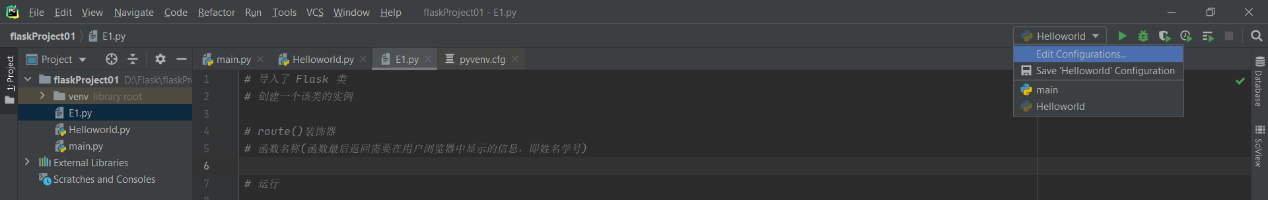 File Edit View Navigate Code Refactor Run Tools VCS Window Help flaskProject01 - E1.py
flaskProject01 E1.py Helloworld
Edit Configurations...
Save 'Helloworld' Configuration
main
Helloworld
1: Project
Project
flaskProject01 D:\Flask\flaskPr
venv library root
E1.py
Helloworld.py
main.py
External Libraries
Scratches and Consoles
main.py Helloworld.py E1.py pyvenv.cfg
1 # 导入了 Flask 类
2 # 创建一个该类的实例
3
4 # route()装饰器
5 # 函数名称(函数最后返回需要在用户浏览器中显示的信息，即姓名学号)
6
7 # 运行
Database
SciView